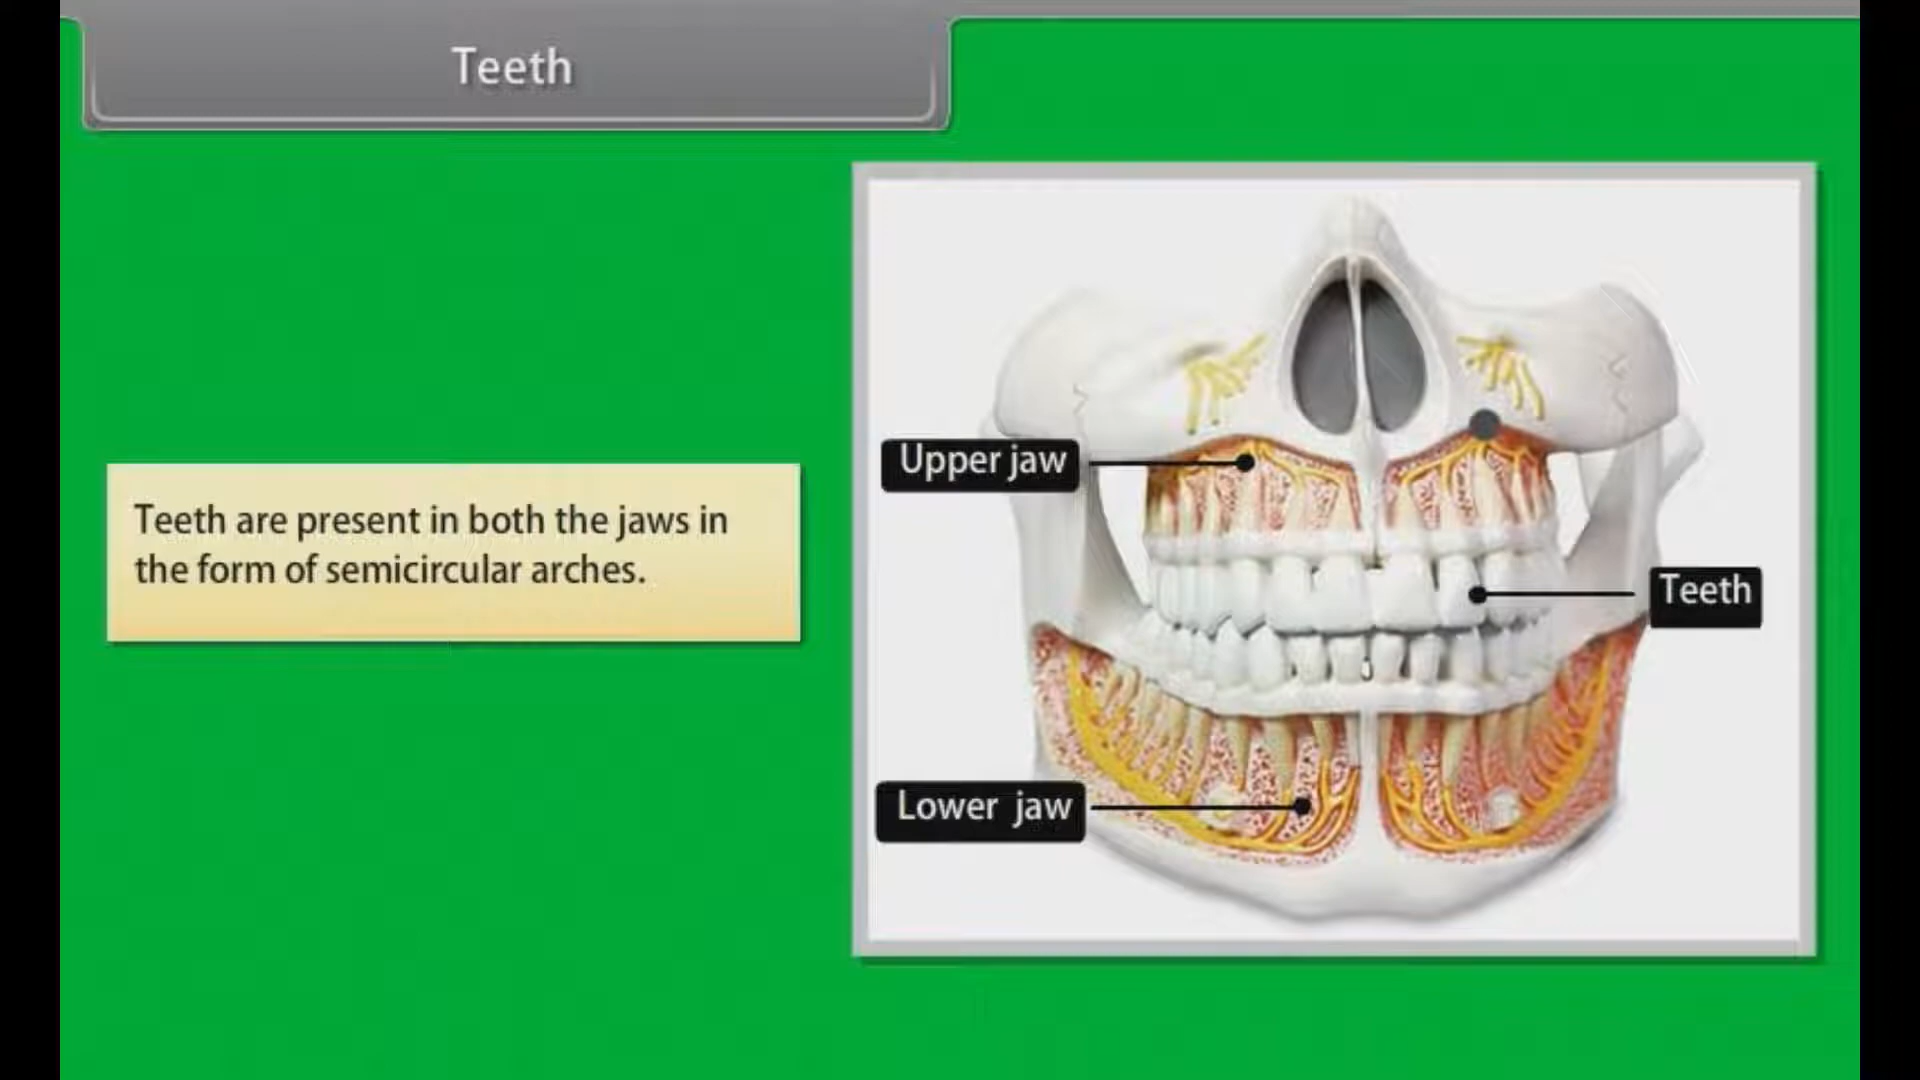 Teeth
Teeth are present in both the jaws in
the form of semicircular arches.
Upper jaw
Teeth
Lower jaw